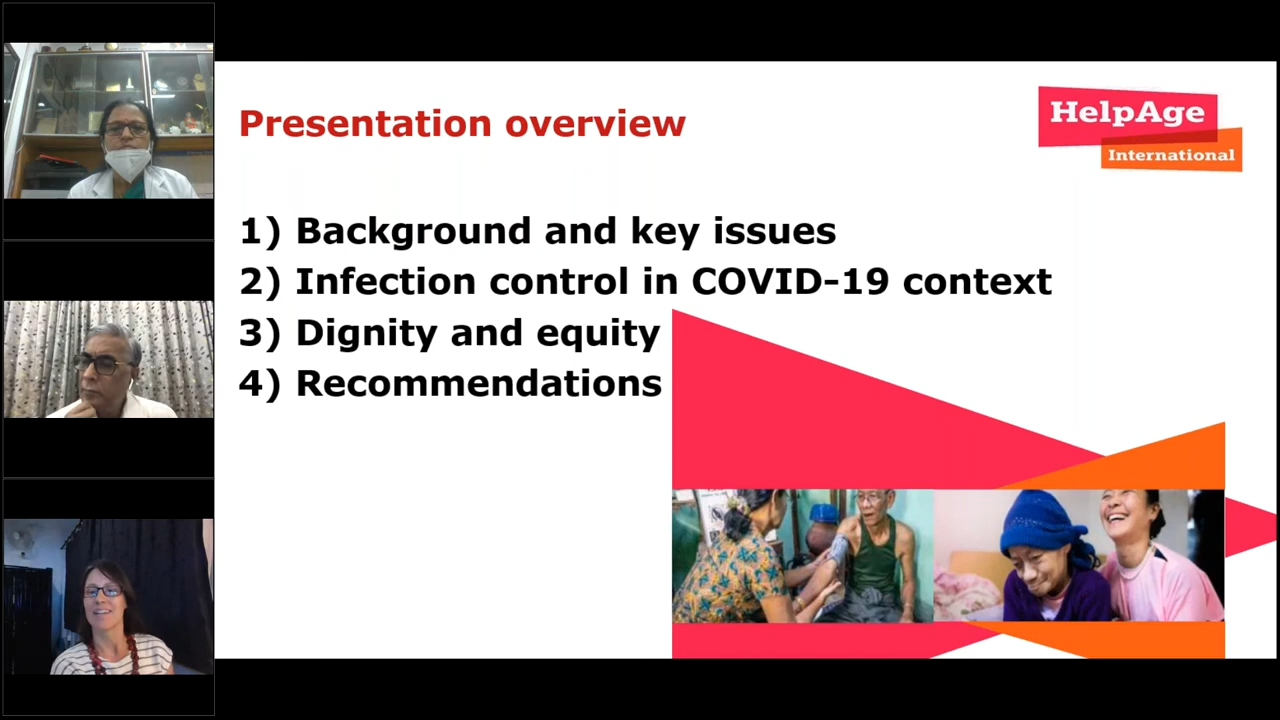 Presentation overview
HelpAge
International
1) Background and key issues
2) Infection control in COVID-19 context
3) Dignity and equity
4) Recommendations